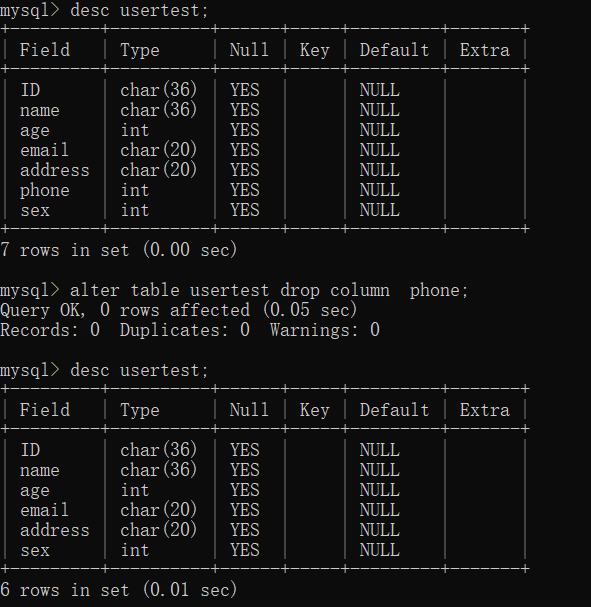 mysql> desc usertest;
+---------+----------+------+-----+---------+-------+
| Field   | Type     | Null | Key | Default | Extra |
+---------+----------+------+-----+---------+-------+
| ID      | char(36) | YES  |     | NULL    |       |
| name    | char(36) | YES  |     | NULL    |       |
| age     | int      | YES  |     | NULL    |       |
| email   | char(20) | YES  |     | NULL    |       |
| address | char(20) | YES  |     | NULL    |       |
| phone   | int      | YES  |     | NULL    |       |
| sex     | int      | YES  |     | NULL    |       |
+---------+----------+------+-----+---------+-------+
7 rows in set (0.00 sec)

mysql> alter table usertest drop column  phone;
Query OK, 0 rows affected (0.05 sec)
Records: 0  Duplicates: 0  Warnings: 0

mysql> desc usertest;
+---------+----------+------+-----+---------+-------+
| Field   | Type     | Null | Key | Default | Extra |
+---------+----------+------+-----+---------+-------+
| ID      | char(36) | YES  |     | NULL    |       |
| name    | char(36) | YES  |     | NULL    |       |
| age     | int      | YES  |     | NULL    |       |
| email   | char(20) | YES  |     | NULL    |       |
| address | char(20) | YES  |     | NULL    |       |
| sex     | int      | YES  |     | NULL    |       |
+---------+----------+------+-----+---------+-------+
6 rows in set (0.01 sec)